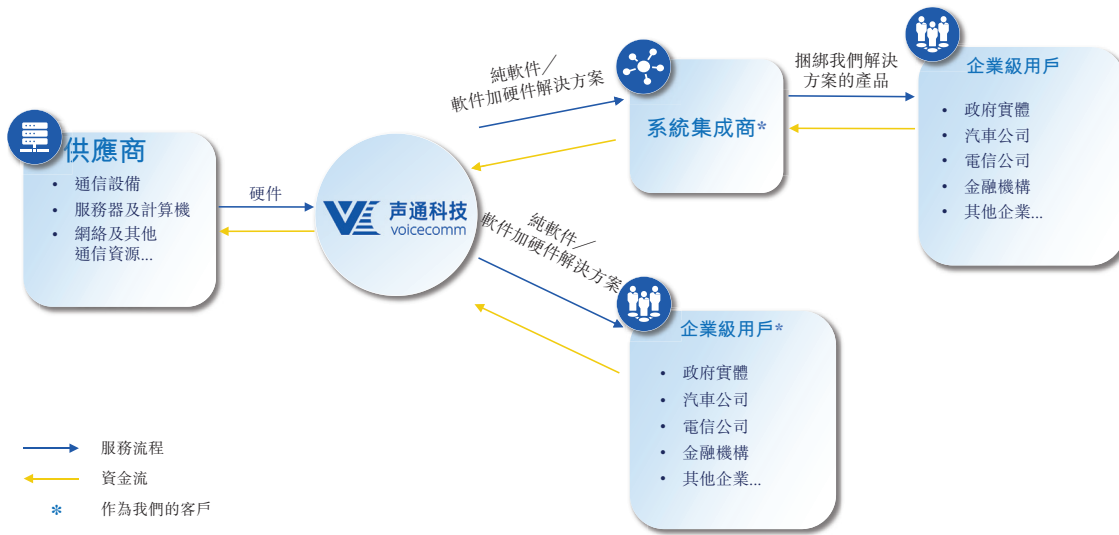 供應商
• 通信設備
• 服務器及計算機
• 網絡及其他
通信資源...
硬件
声通科技
voicecomm
純軟件／
軟件加硬件解決方案
系統集成商*
捆綁我們解決
方案的產品
企業級用戶
• 政府實體
• 汽車公司
• 電信公司
• 金融機構
• 其他企業...
純軟件／
軟件加硬件解決方案
企業級用戶*
• 政府實體
• 汽車公司
• 電信公司
• 金融機構
• 其他企業...
服務流程
資金流
* 作為我們的客戶